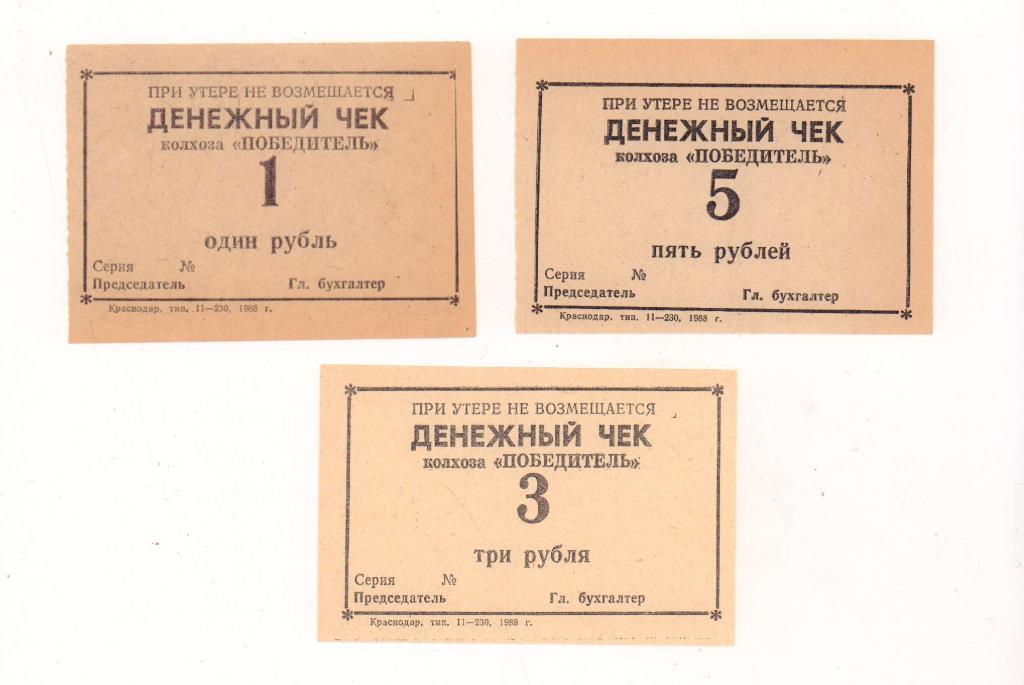 ПРИ УТЕРЕ НЕ ВОЗМЕЩАЕТСЯ
ДЕНЕЖНЫЙ ЧЕК
колхоза «ПОБЕДИТЕЛЬ»
1
один рубль
Серия №
Председатель Гл. бухгалтер
Краснодар, тип. 11—230, 1988 г.
ПРИ УТЕРЕ НЕ ВОЗМЕЩАЕТСЯ
ДЕНЕЖНЫЙ ЧЕК
колхоза «ПОБЕДИТЕЛЬ»
5
пять рублей
Серия №
Председатель Гл. бухгалтер
Краснодар, тип. 11—230, 1988 г.
ПРИ УТЕРЕ НЕ ВОЗМЕЩАЕТСЯ
ДЕНЕЖНЫЙ ЧЕК
колхоза «ПОБЕДИТЕЛЬ»
3
три рубля
Серия №
Председатель Гл. бухгалтер
Краснодар, тип. 11—230, 1988 г.